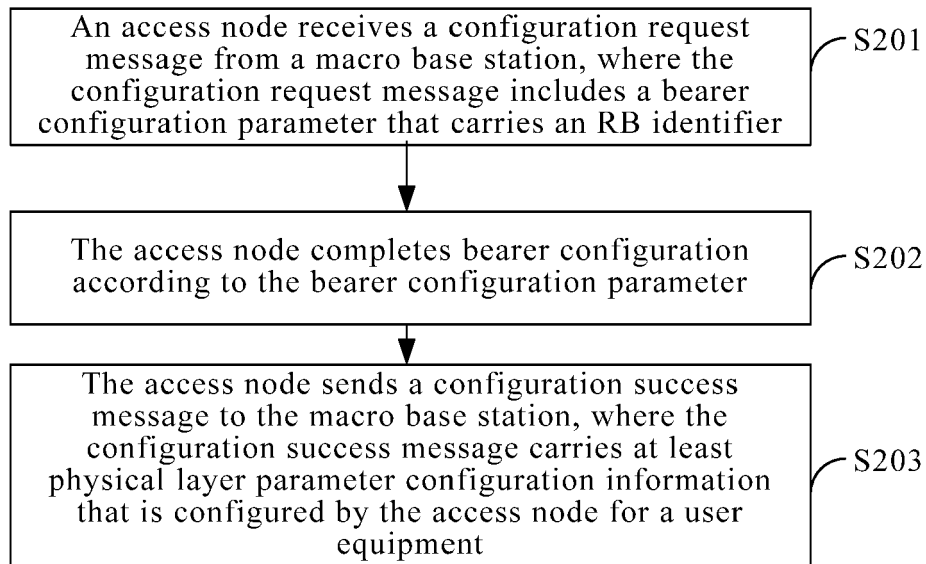 An access node receives a configuration request
message from a macro base station, where the
configuration request message includes a bearer
configuration parameter that carries an RB identifier
S201
The access node completes bearer configuration
according to the bearer configuration parameter
S202
The access node sends a configuration success
message to the macro base station, where the
configuration success message carries at least
physical layer parameter configuration information
that is configured by the access node for a user
equipment
S203